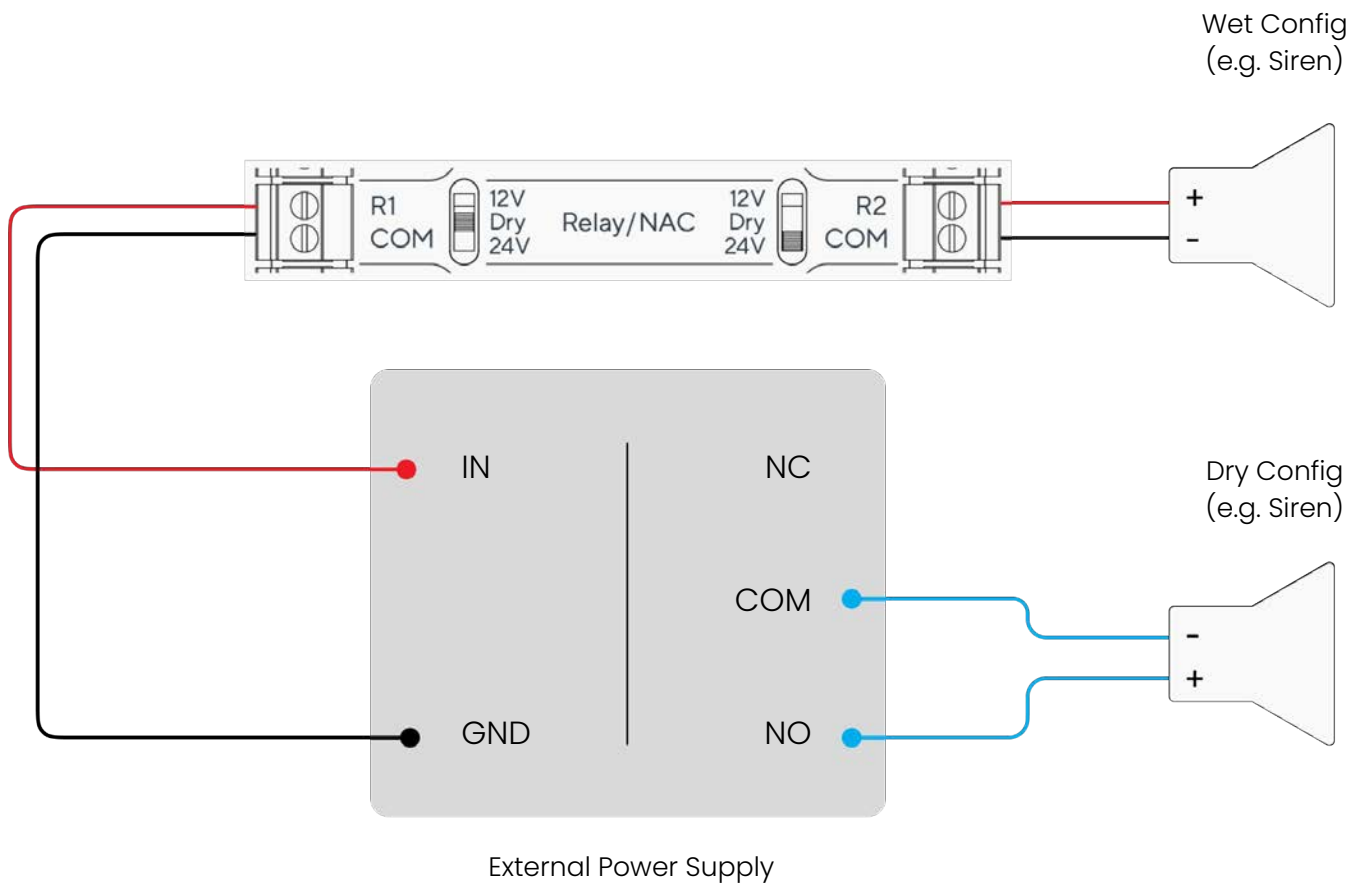 Wet Config
(e.g. Siren)
R1
COM
12V
Dry
24V
Relay/NAC
12V
Dry
24V
R2
COM
+
-
IN
NC
Dry Config
(e.g. Siren)
COM
-
+
GND
NO
External Power Supply